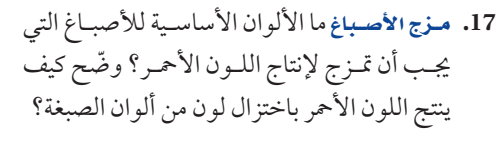 17. مزج الأصباغ ما الألوان الأساسية للأصباغ التي
يجب أن تمزج لإنتاج اللون الأحمر؟ وضّح كيف
ينتج اللون الأحمر باختزال لون من ألوان الصبغة؟